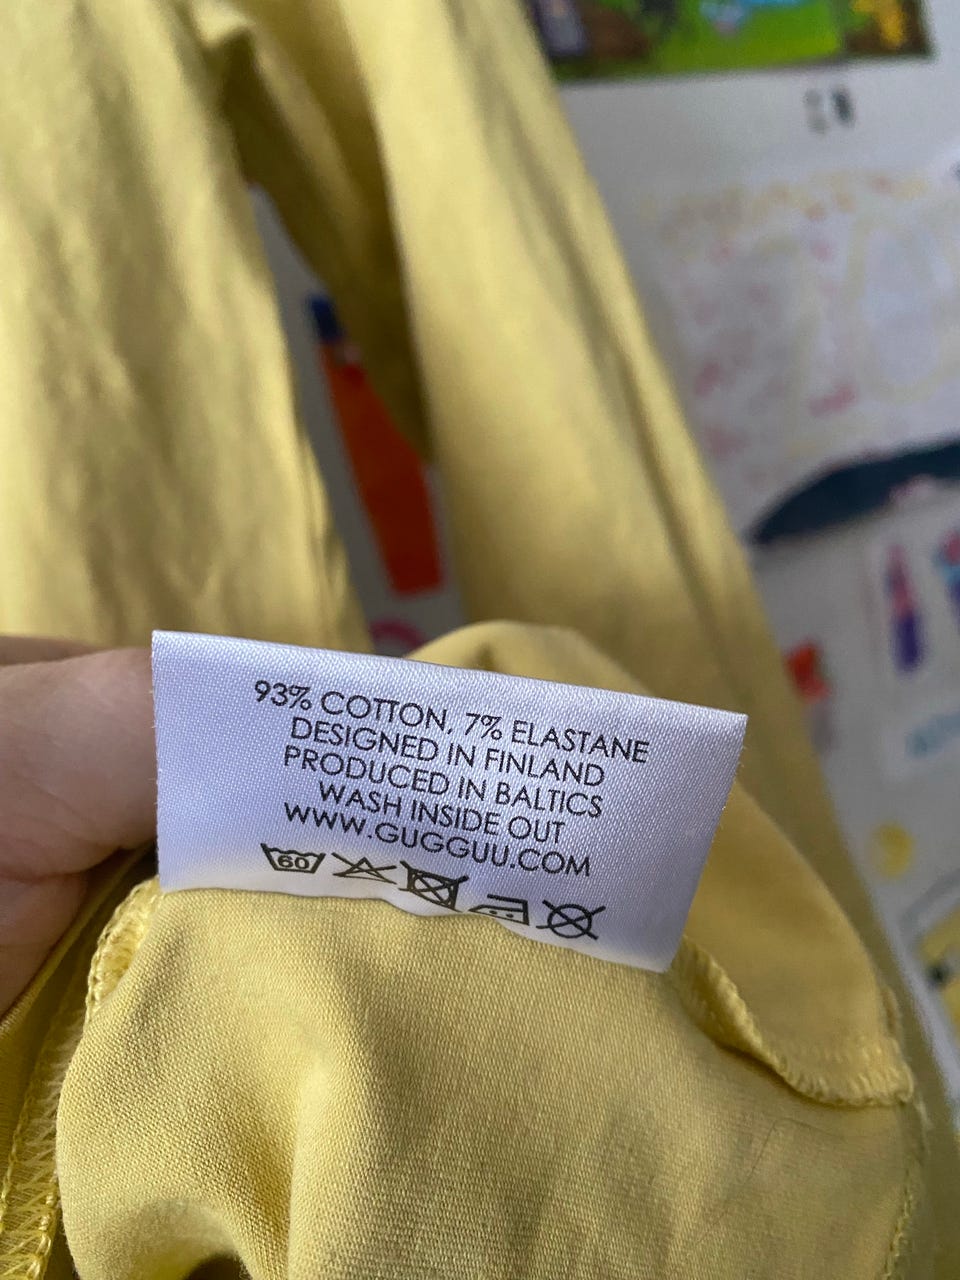 93% COTTON, 7% ELASTANE
DESIGNED IN FINLAND
PRODUCED IN BALTICS
WASH INSIDE OUT
WWW.GUGGUU.COM
60